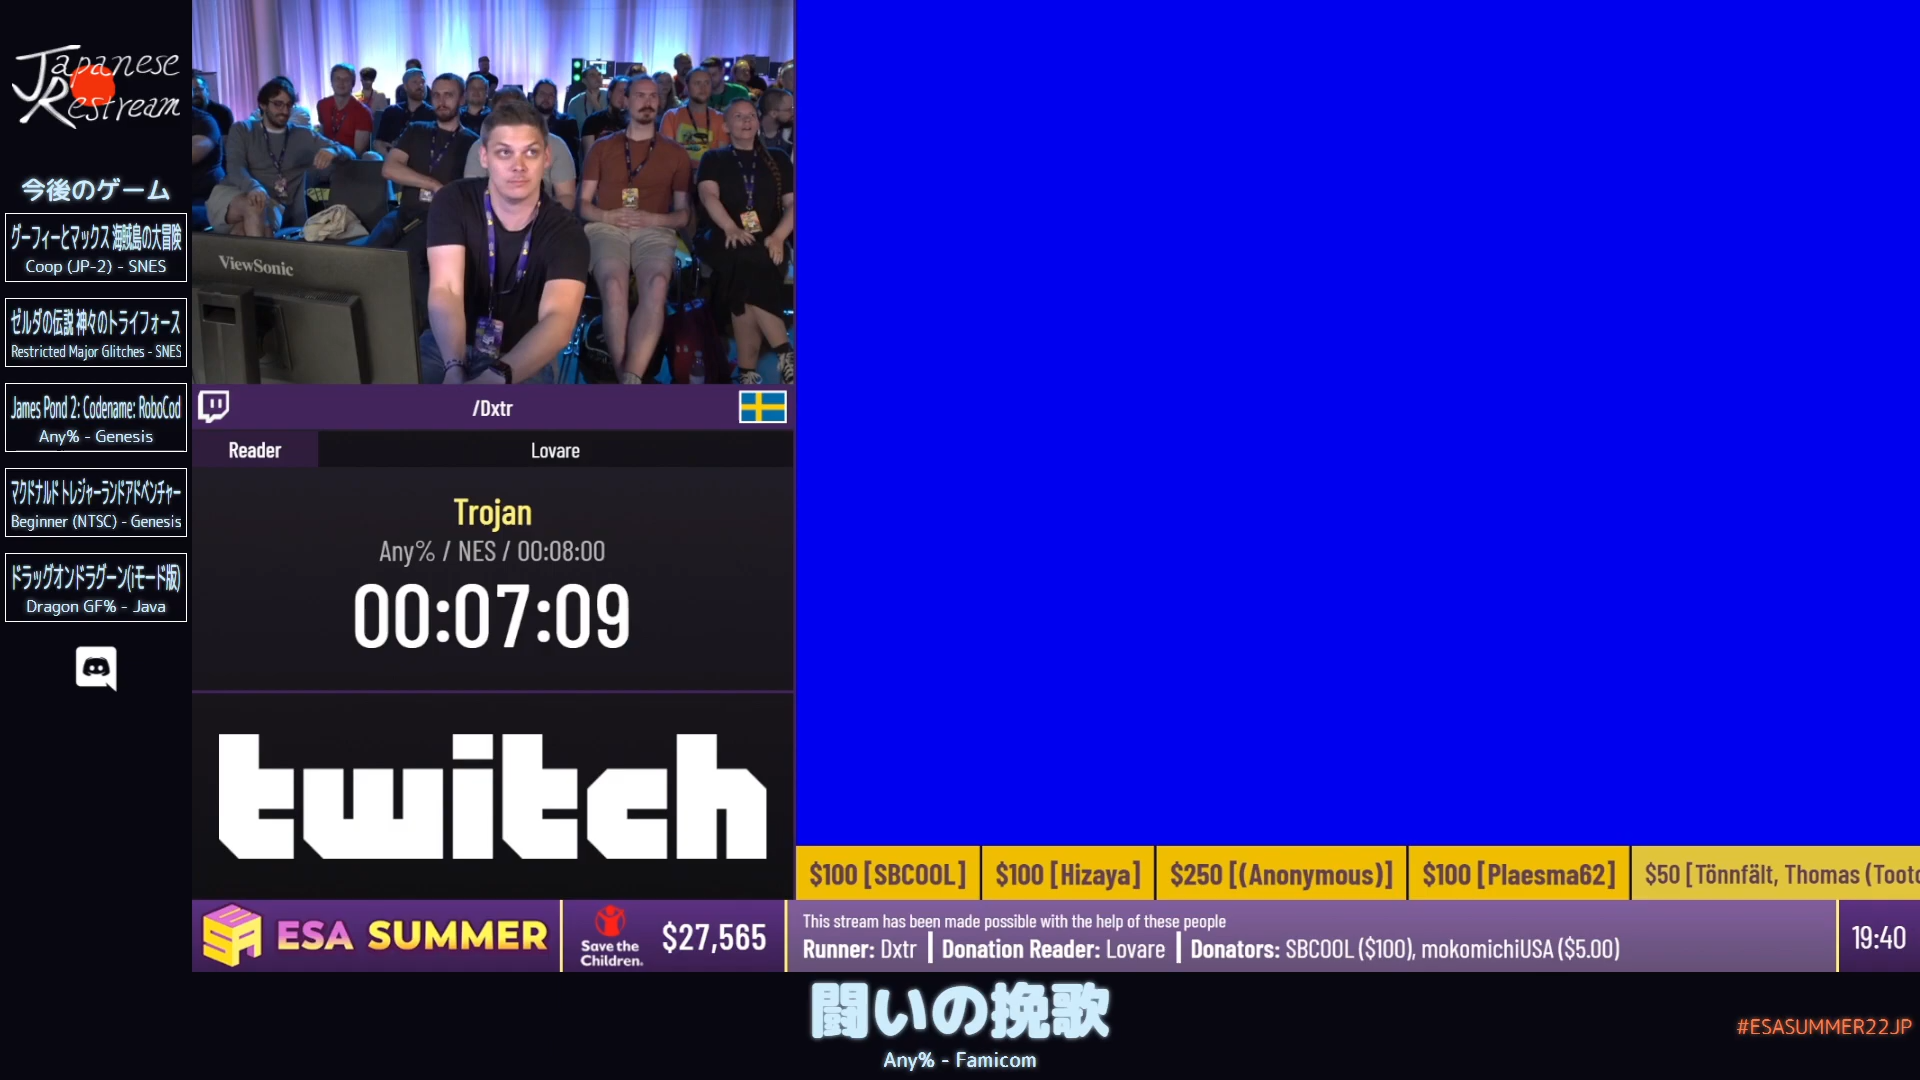 Japanese
Restream
今後のゲーム
グーフィーとマックス 海賊島の大冒険
Coop (JP-2) - SNES
ゼルダの伝説 神々のトライフォース
Restricted Major Glitches - SNES
James Pond 2: Codename: RoboCod
Any% - Genesis
マクドナルド トレジャーランドアドベンチャー
Beginner (NTSC) - Genesis
ドラッグオンドラグーン(iモード版)
Dragon GF% - Java
ViewSonic
/Dxtr
Reader
Lovare
Trojan
Any% / NES / 00:08:00
00:07:09
twitch
$100 [SBCOOL]
$100 [Hizaya]
$250 [(Anonymous)]
$100 [Plaesma62]
$50 [Tönnfält, Thomas (Tooto
ESA SUMMER
Save the
Children.
$27,565
This stream has been made possible with the help of these people
Runner: Dxtr | Donation Reader: Lovare | Donators: SBCOOL ($100), mokomichiUSA ($5.00)
19:40
闘いの挽歌
Any% - Famicom
#ESASUMMER22JP